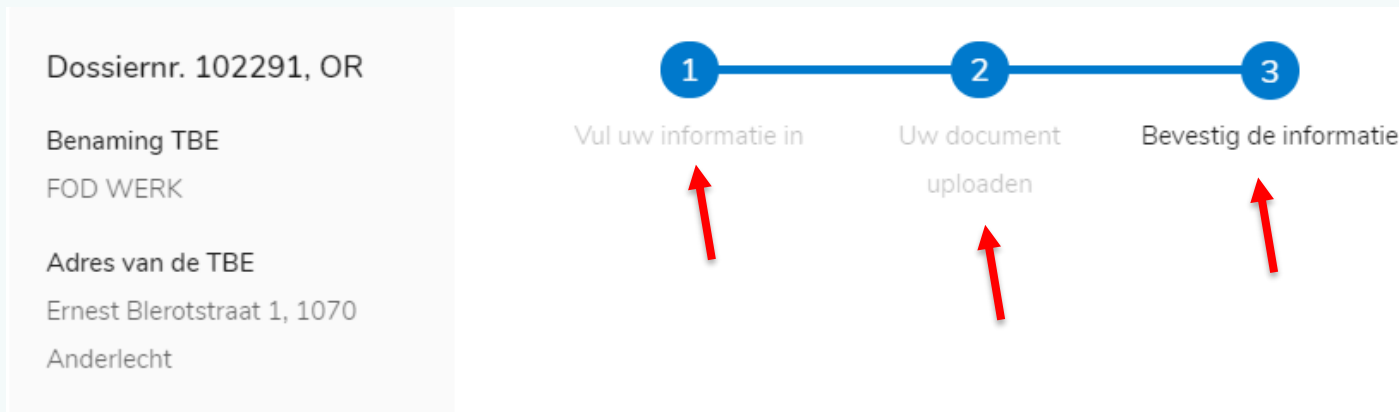 Dossiernr. 102291, OR
Benaming TBE
FOD WERK
Adres van de TBE
Ernest Blerotstraat 1, 1070
Anderlecht
1
2
3
Vul uw informatie in
Uw document
uploaden
Bevestig de informatie